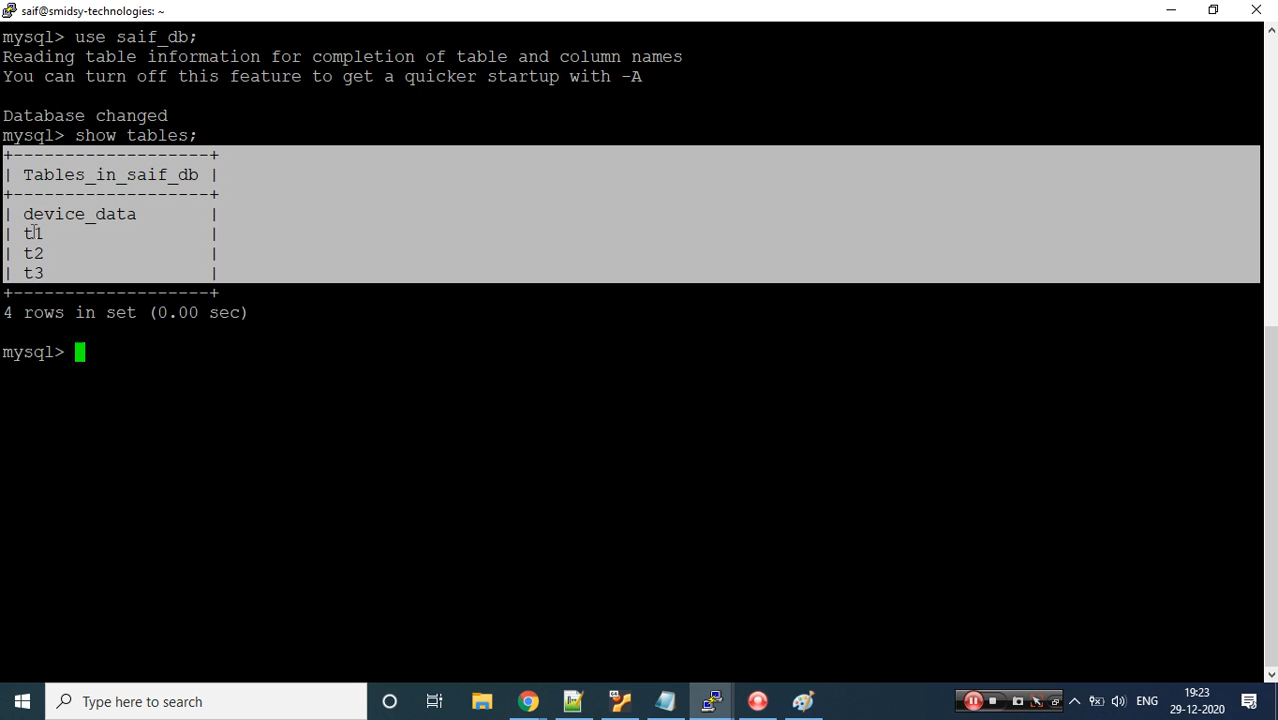 saif@smidsy-technologies: ~
mysql> use saif_db;
Reading table information for completion of table and column names
You can turn off this feature to get a quicker startup with -A
Database changed
mysql> show tables;
+-------------------+
| Tables_in_saif_db |
+-------------------+
| device_data |
| t1 |
| t2 |
| t3 |
+-------------------+
4 rows in set (0.00 sec)
mysql>
Type here to search
ENG
19:23
29-12-2020